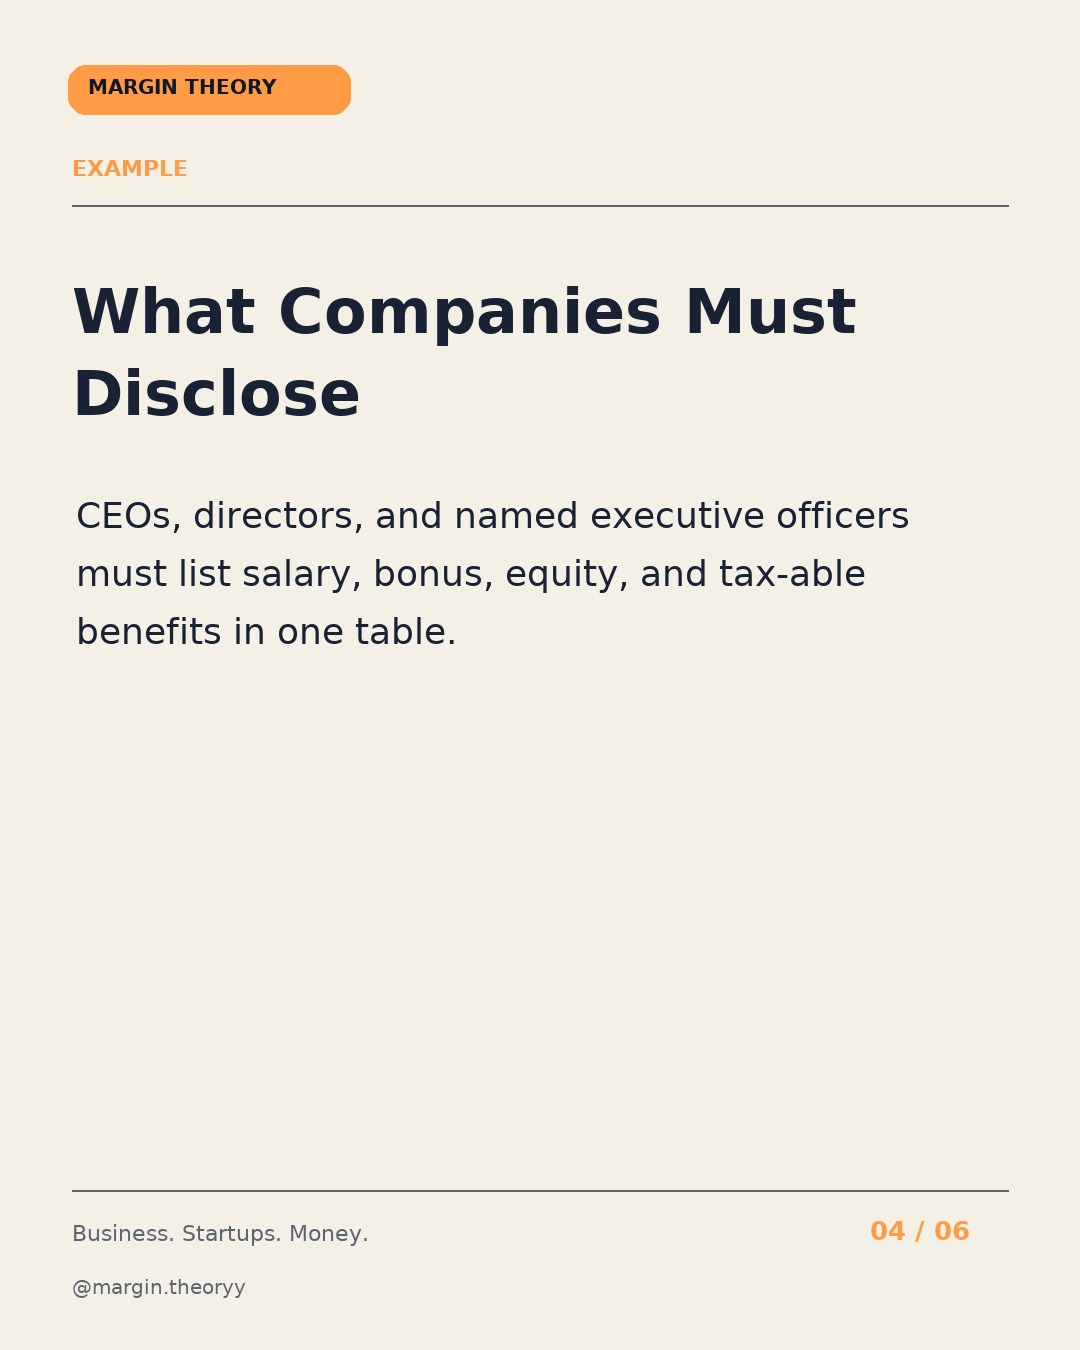 MARGIN THEORY
EXAMPLE
What Companies Must
Disclose
CEOs, directors, and named executive officers
must list salary, bonus, equity, and tax-able
benefits in one table.
Business. Startups. Money.
04 / 06
@margin.theoryy